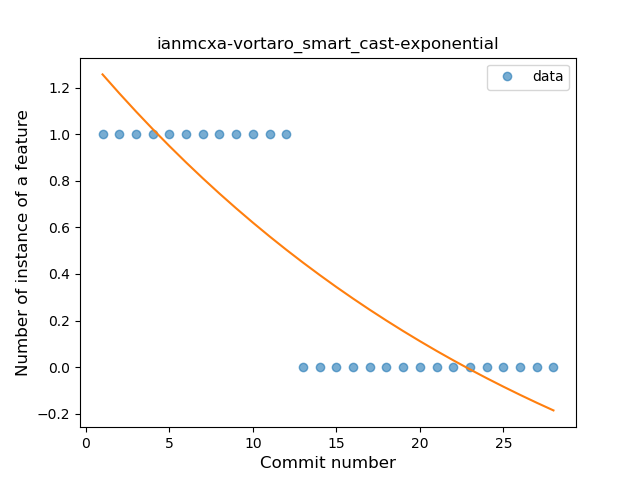 ianmcxa-vortaro_smart_cast-exponential
data
Number of instance of a feature
1.2
1.0
0.8
0.6
0.4
0.2
0.0
−0.2
0 5 10 15 20 25
Commit number